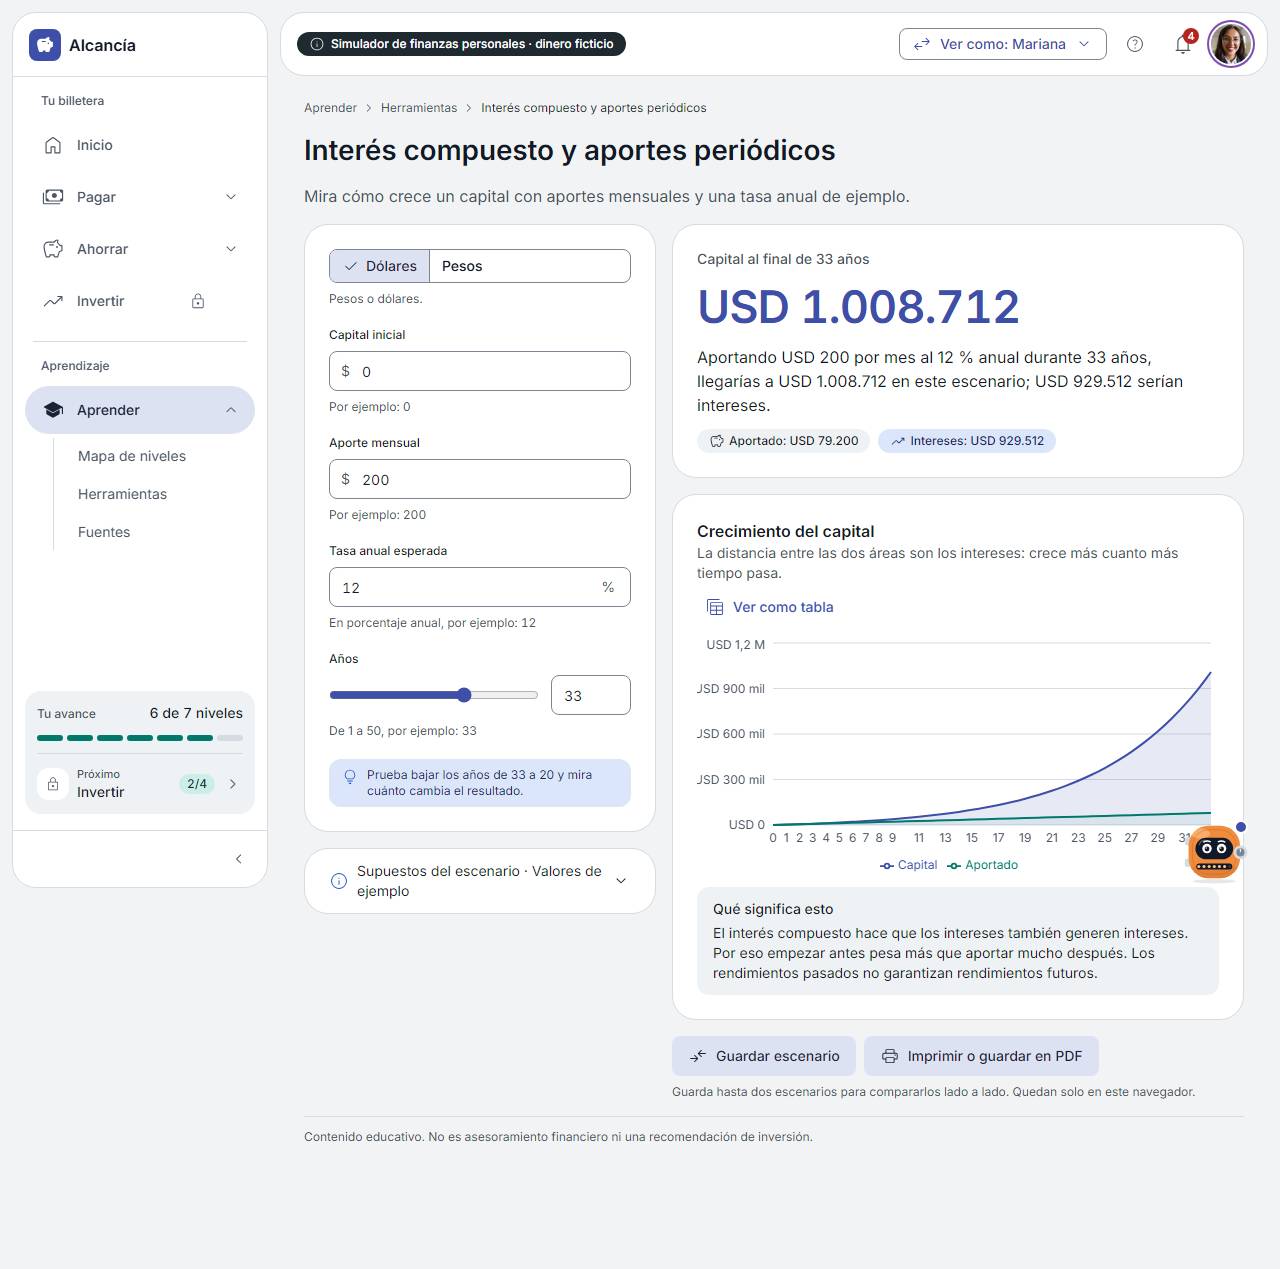 Alcancía
Tu billetera
Inicio
Pagar
Ahorrar
Invertir
Aprendizaje
Aprender
Mapa de niveles
Herramientas
Fuentes
Tu avance 6 de 7 niveles
Próximo
Invertir
2/4
Simulador de finanzas personales · dinero ficticio
Ver como: Mariana
4
Aprender > Herramientas > Interés compuesto y aportes periódicos
Interés compuesto y aportes periódicos
Mira cómo crece un capital con aportes mensuales y una tasa anual de ejemplo.
Dólares Pesos
Pesos o dólares.
Capital inicial
$ 0
Por ejemplo: 0
Aporte mensual
$ 200
Por ejemplo: 200
Tasa anual esperada
12 %
En porcentaje anual, por ejemplo: 12
Años
33
De 1 a 50, por ejemplo: 33
Prueba bajar los años de 33 a 20 y mira
cuánto cambia el resultado.
Supuestos del escenario · Valores de
ejemplo
Capital al final de 33 años
USD 1.008.712
Aportando USD 200 por mes al 12 % anual durante 33 años,
llegarías a USD 1.008.712 en este escenario; USD 929.512 serían
intereses.
Aportado: USD 79.200
Intereses: USD 929.512
Crecimiento del capital
La distancia entre las dos áreas son los intereses: crece más cuanto más
tiempo pasa.
Ver como tabla
USD 1,2 M
USD 900 mil
USD 600 mil
USD 300 mil
USD 0
0 1 2 3 4 5 6 7 8 9 11 13 15 17 19 21 23 25 27 29 31
Capital Aportado
Qué significa esto
El interés compuesto hace que los intereses también generen intereses.
Por eso empezar antes pesa más que aportar mucho después. Los
rendimientos pasados no garantizan rendimientos futuros.
Guardar escenario
Imprimir o guardar en PDF
Guarda hasta dos escenarios para compararlos lado a lado. Quedan solo en este navegador.
Contenido educativo. No es asesoramiento financiero ni una recomendación de inversión.